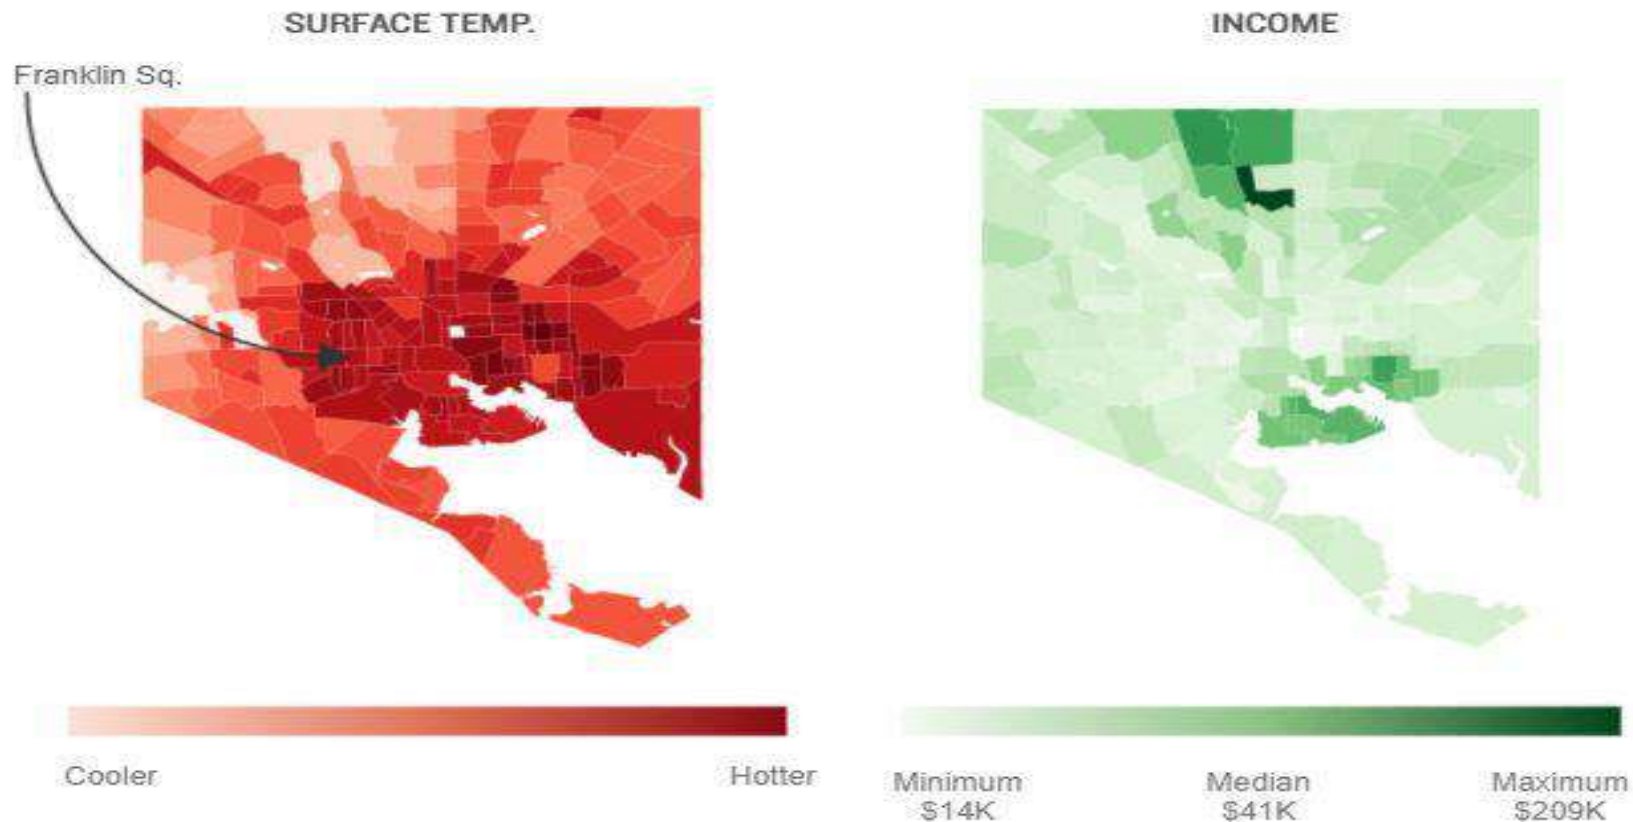 SURFACE TEMP.
INCOME
Franklin Sq.
Cooler
Hotter
Minimum
$14K
Median
$41K
Maximum
$209K